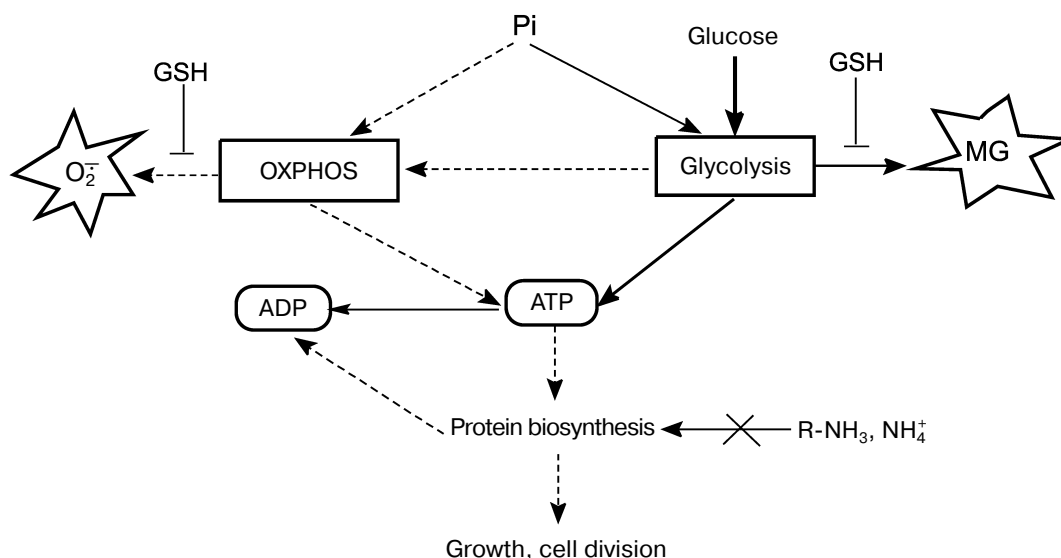 Pi
Glucose
GSH
GSH
O₂⁻
OXPHOS
Glycolysis
MG
ADP
ATP
Protein biosynthesis
R-NH₃, NH₄⁺
Growth, cell division